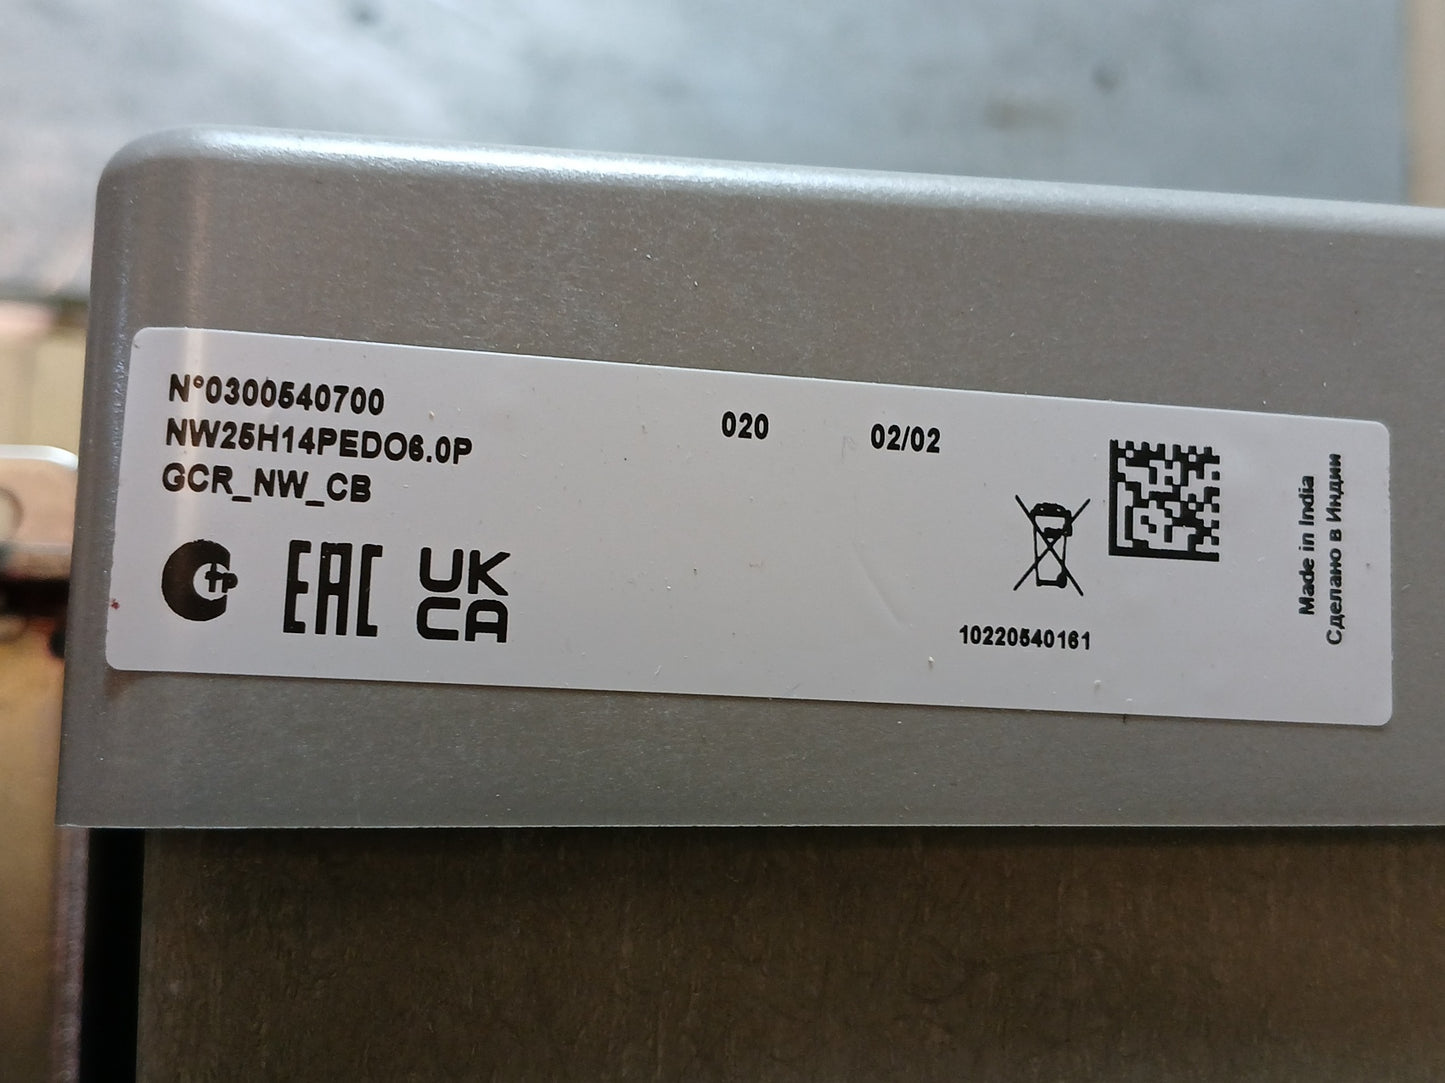 N°0300540700
NW25H14PEDO6.0P
GCR_NW_CB
020
02/02
EAC
UK
CA
10220540161
Made in India
Сделано в Индии